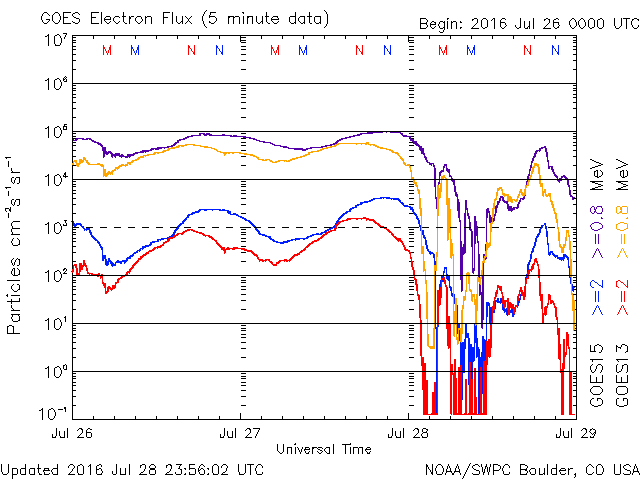 GOES Electron Flux (5 minute data)
Begin: 2016 Jul 26 0000 UTC
M M N N M M N N M M N N
10⁷
10⁶
10⁵
10⁴
10³
10²
10¹
10⁰
10⁻¹
Particles cm⁻²s⁻¹sr⁻¹
Jul 26 Jul 27 Jul 28 Jul 29
Universal Time
GOES15 >=2 >=0.8 MeV
GOES13 >=2 >=0.8 MeV
Updated 2016 Jul 28 23:56:02 UTC
NOAA/SWPC Boulder, CO USA